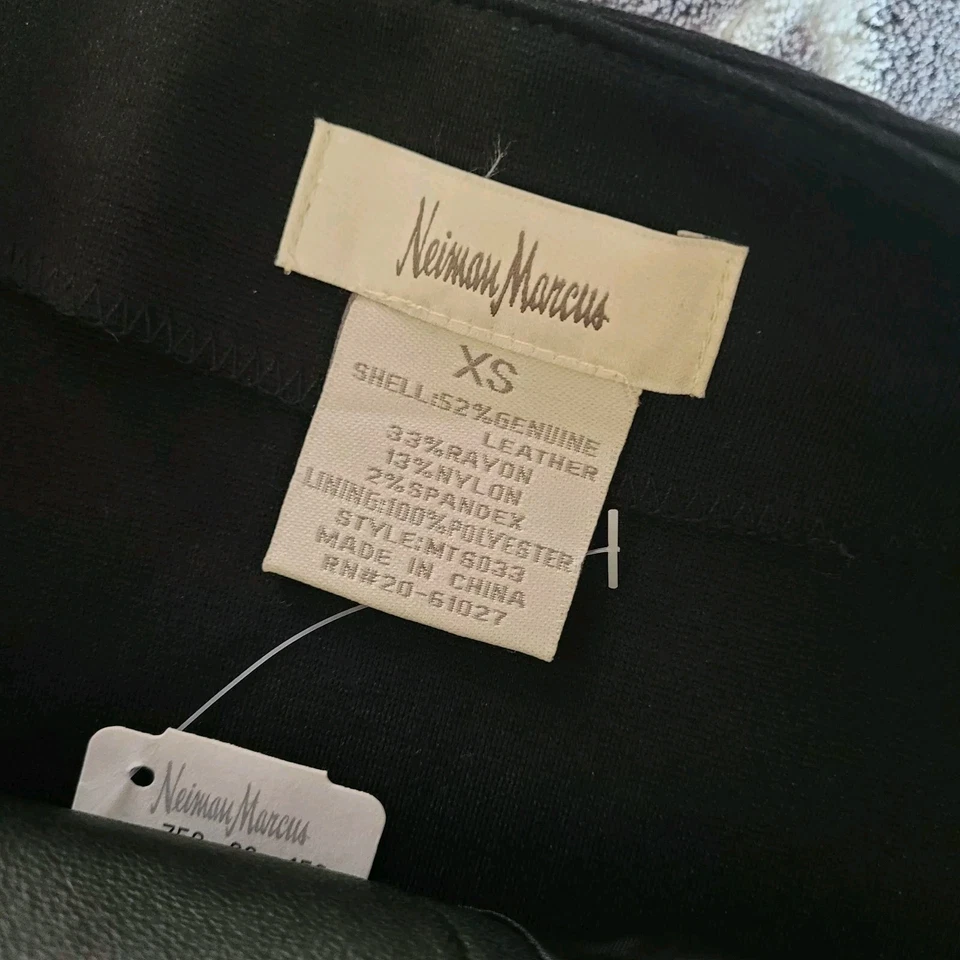 Neiman Marcus
XS
SHELL:52%GENUINE
LEATHER
33%RAYON
13%NYLON
2%SPANDEX
LINING:100%POLYESTER
STYLE:MT6033
MADE IN CHINA
RN#20-61027
Neiman Marcus